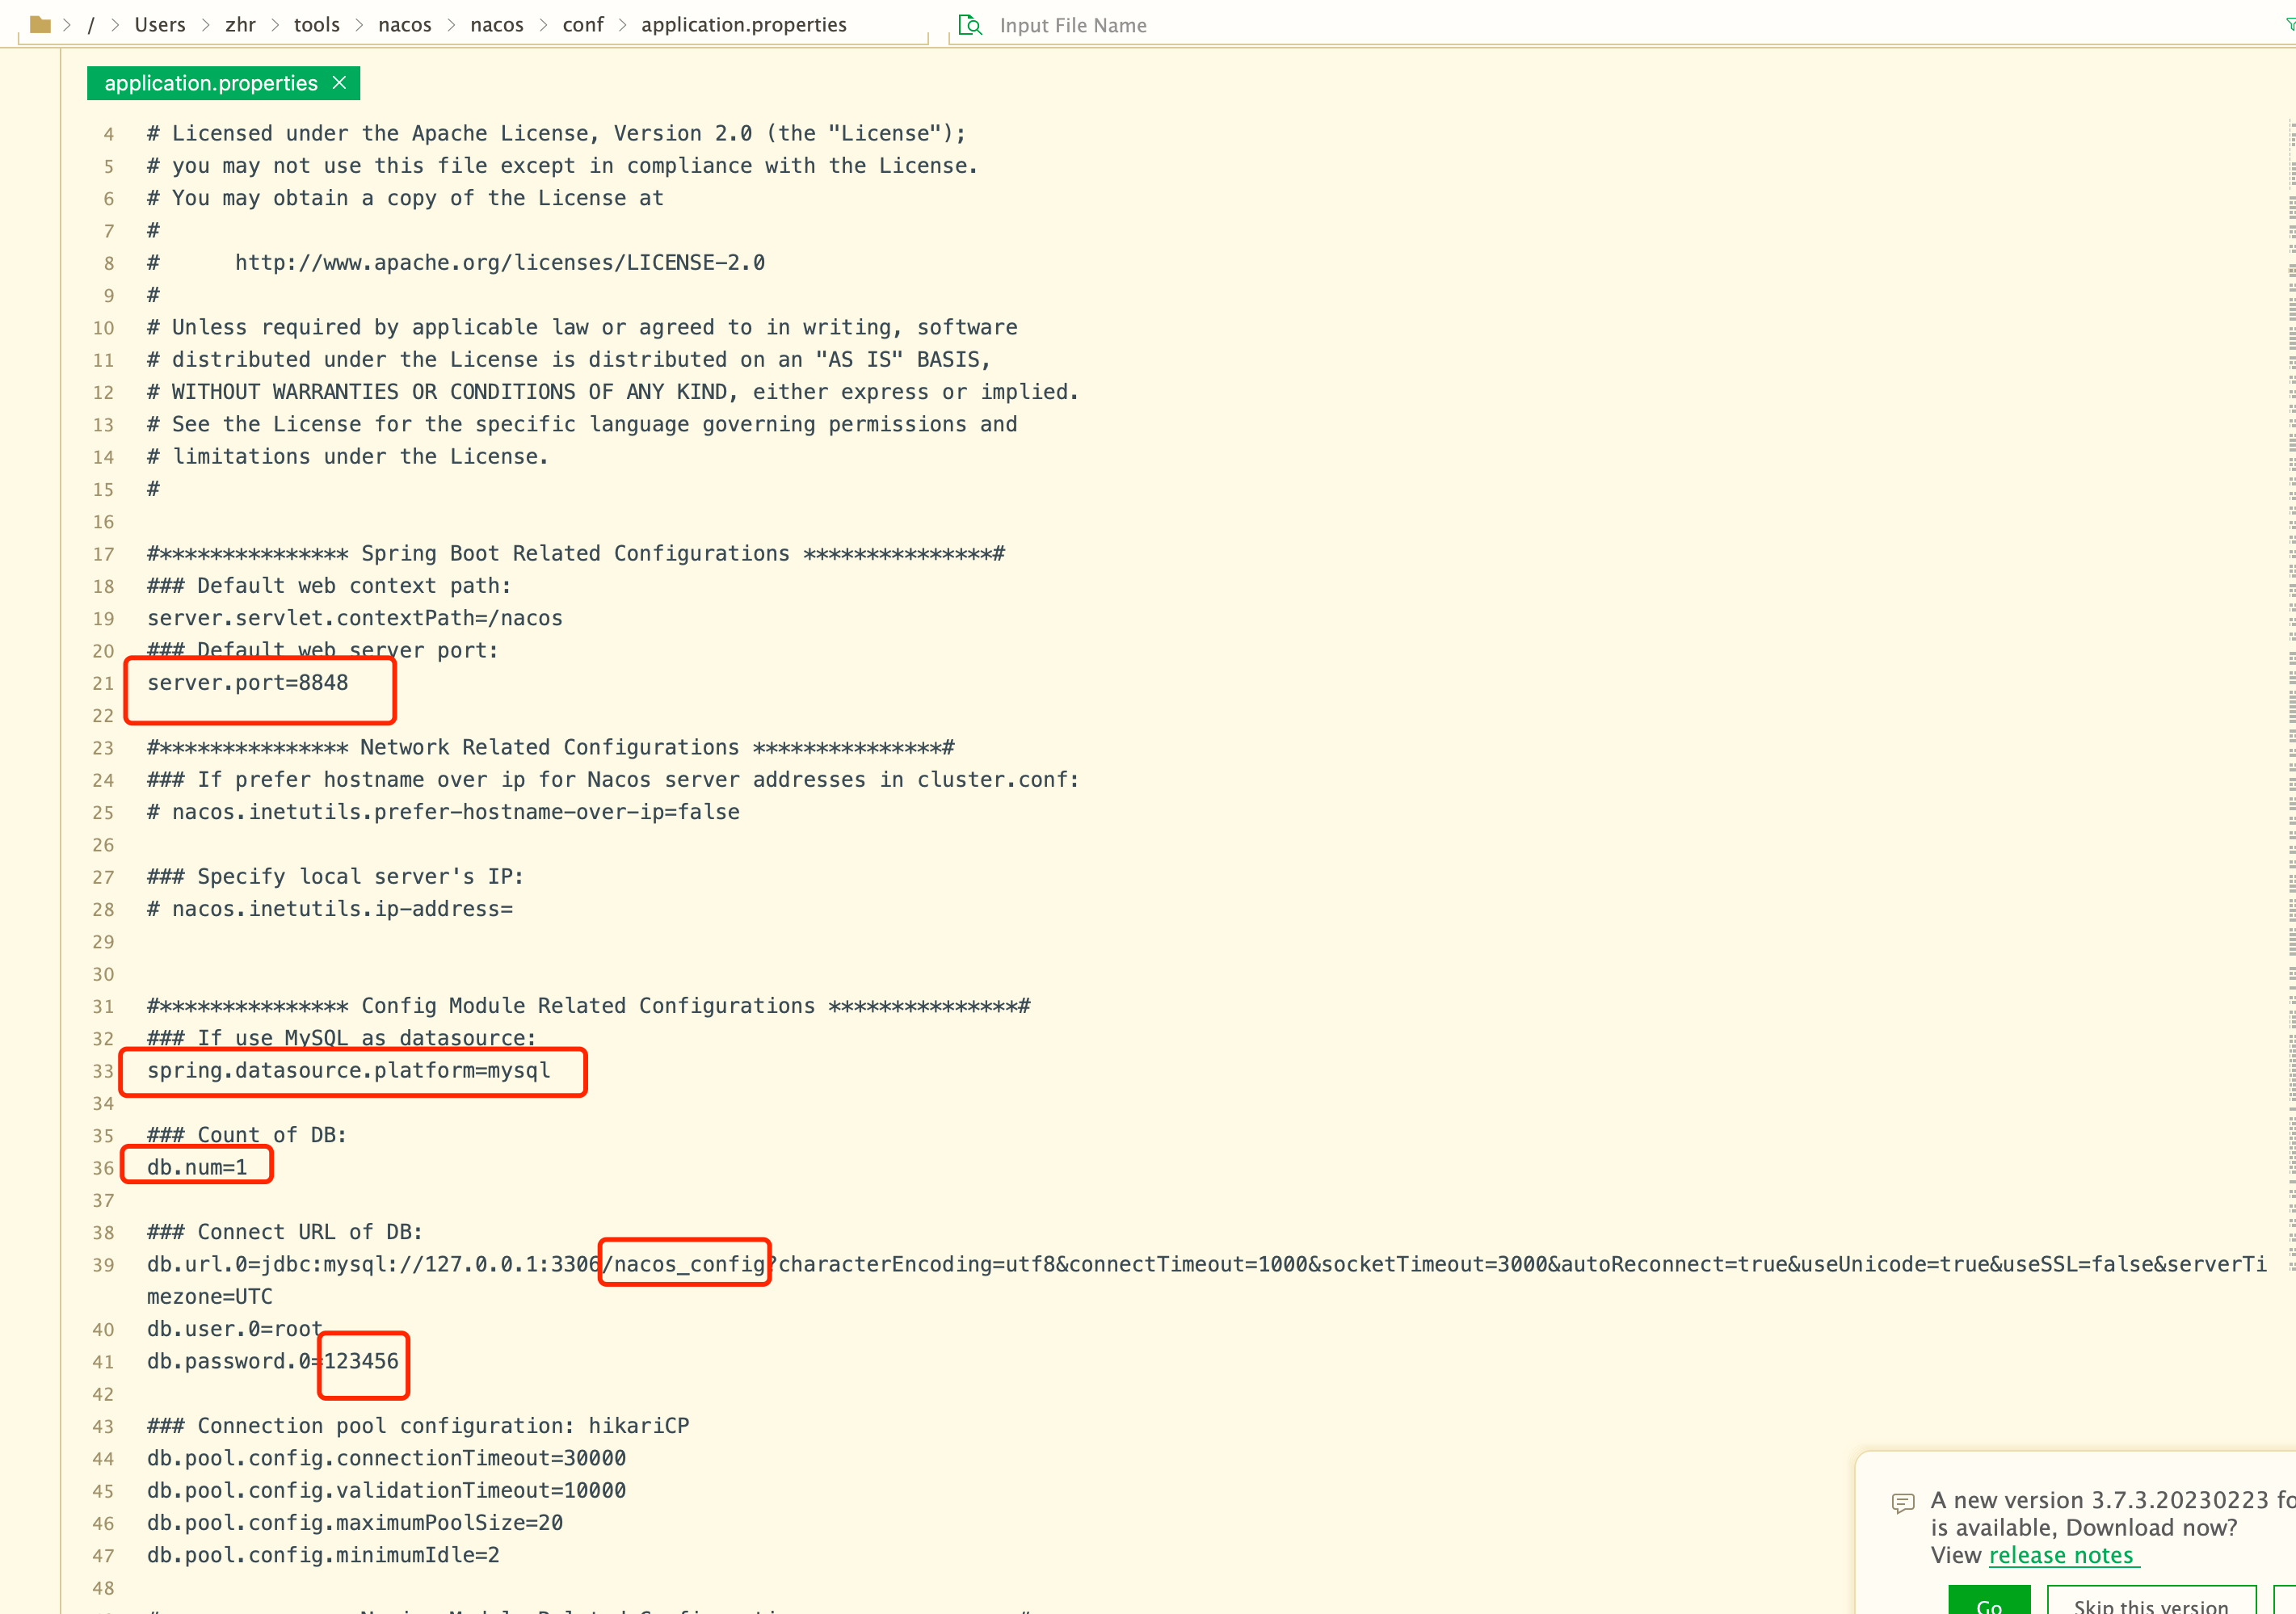 / > Users > zhr > tools > nacos > nacos > conf > application.properties
Input File Name
application.properties ×
4 # Licensed under the Apache License, Version 2.0 (the "License");
5 # you may not use this file except in compliance with the License.
6 # You may obtain a copy of the License at
7 #
8 #      http://www.apache.org/licenses/LICENSE-2.0
9 #
10 # Unless required by applicable law or agreed to in writing, software
11 # distributed under the License is distributed on an "AS IS" BASIS,
12 # WITHOUT WARRANTIES OR CONDITIONS OF ANY KIND, either express or implied.
13 # See the License for the specific language governing permissions and
14 # limitations under the License.
15 #
16
17 #*************** Spring Boot Related Configurations ***************#
18 ### Default web context path:
19 server.servlet.contextPath=/nacos
20 ### Default web server port:
21 server.port=8848
22
23 #*************** Network Related Configurations ***************#
24 ### If prefer hostname over ip for Nacos server addresses in cluster.conf:
25 # nacos.inetutils.prefer-hostname-over-ip=false
26
27 ### Specify local server's IP:
28 # nacos.inetutils.ip-address=
29
30
31 #*************** Config Module Related Configurations ***************#
32 ### If use MySQL as datasource:
33 spring.datasource.platform=mysql
34
35 ### Count of DB:
36 db.num=1
37
38 ### Connect URL of DB:
39 db.url.0=jdbc:mysql://127.0.0.1:3306/nacos_config?characterEncoding=utf8&connectTimeout=1000&socketTimeout=3000&autoReconnect=true&useUnicode=true&useSSL=false&serverTi
mezone=UTC
40 db.user.0=root
41 db.password.0=123456
42
43 ### Connection pool configuration: hikariCP
44 db.pool.config.connectionTimeout=30000
45 db.pool.config.validationTimeout=10000
46 db.pool.config.maximumPoolSize=20
47 db.pool.config.minimumIdle=2
48
A new version 3.7.3.20230223 fo
is available, Download now?
View release notes
Go
Skip this version